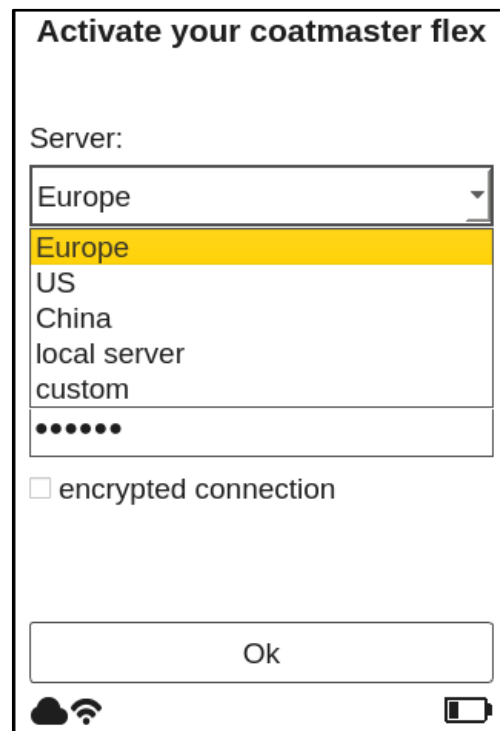 Activate your coatmaster flex
Server:
Europe
Europe
US
China
local server
custom
••••••
encrypted connection
Ok